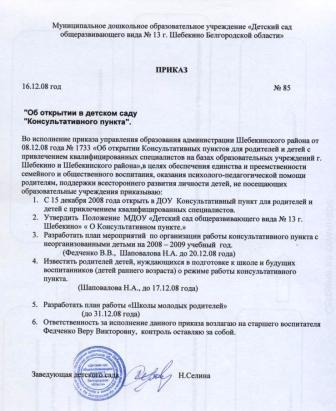 Муниципальное дошкольное образовательное учреждение «Детский сад
общеразвивающего вида № 13 г. Шебекино Белгородской области»
ПРИКАЗ
16.12.08 год № 85
"Об открытии в детском саду
"Консультативного пункта".
Во исполнение приказа управления образования администрации Шебекинского района от
08.12.08 года № 1733 «Об открытии Консультативных пунктов для родителей и детей с
привлечением квалифицированных специалистов на базах образовательных учреждений г.
Шебекино и Шебекинского района»,в целях обеспечения единства и преемственности
семейного и общественного воспитания, оказания психолого-педагогической помощи
родителям, поддержки всестороннего развития личности детей, не посещающих
образовательные учреждения приказываю:
1. С 15 декабря 2008 года открыть в ДОУ Консультативный пункт для родителей и
детей с привлечением квалифицированных специалистов.
2. Утвердить Положение МДОУ «Детский сад общеразвивающего вида № 13 г.
Шебекино» « О Консультативном пункте.»
3. Разработать план мероприятий по организации работы консультативного пункта с
неорганизованными детьми на 2008 – 2009 учебный год.
(Федченко В.В., Шаповалова Н.А. до 20.12.08 года)
4. Известить родителей детей, нуждающихся в подготовке к школе и будущих
воспитанников (детей раннего возраста) о режиме работы консультативного
пункта.
(Шаповалова Н.А., до 17.12.08 года)
5. Разработать план работы «Школы молодых родителей»
(до 31.12.08 года)
6. Ответственность за исполнение данного приказа возлагаю на старшего воспитателя
Федченко Веру Викторовну, контроль оставляю за собой.
Заведующая детского сада Н.Селина